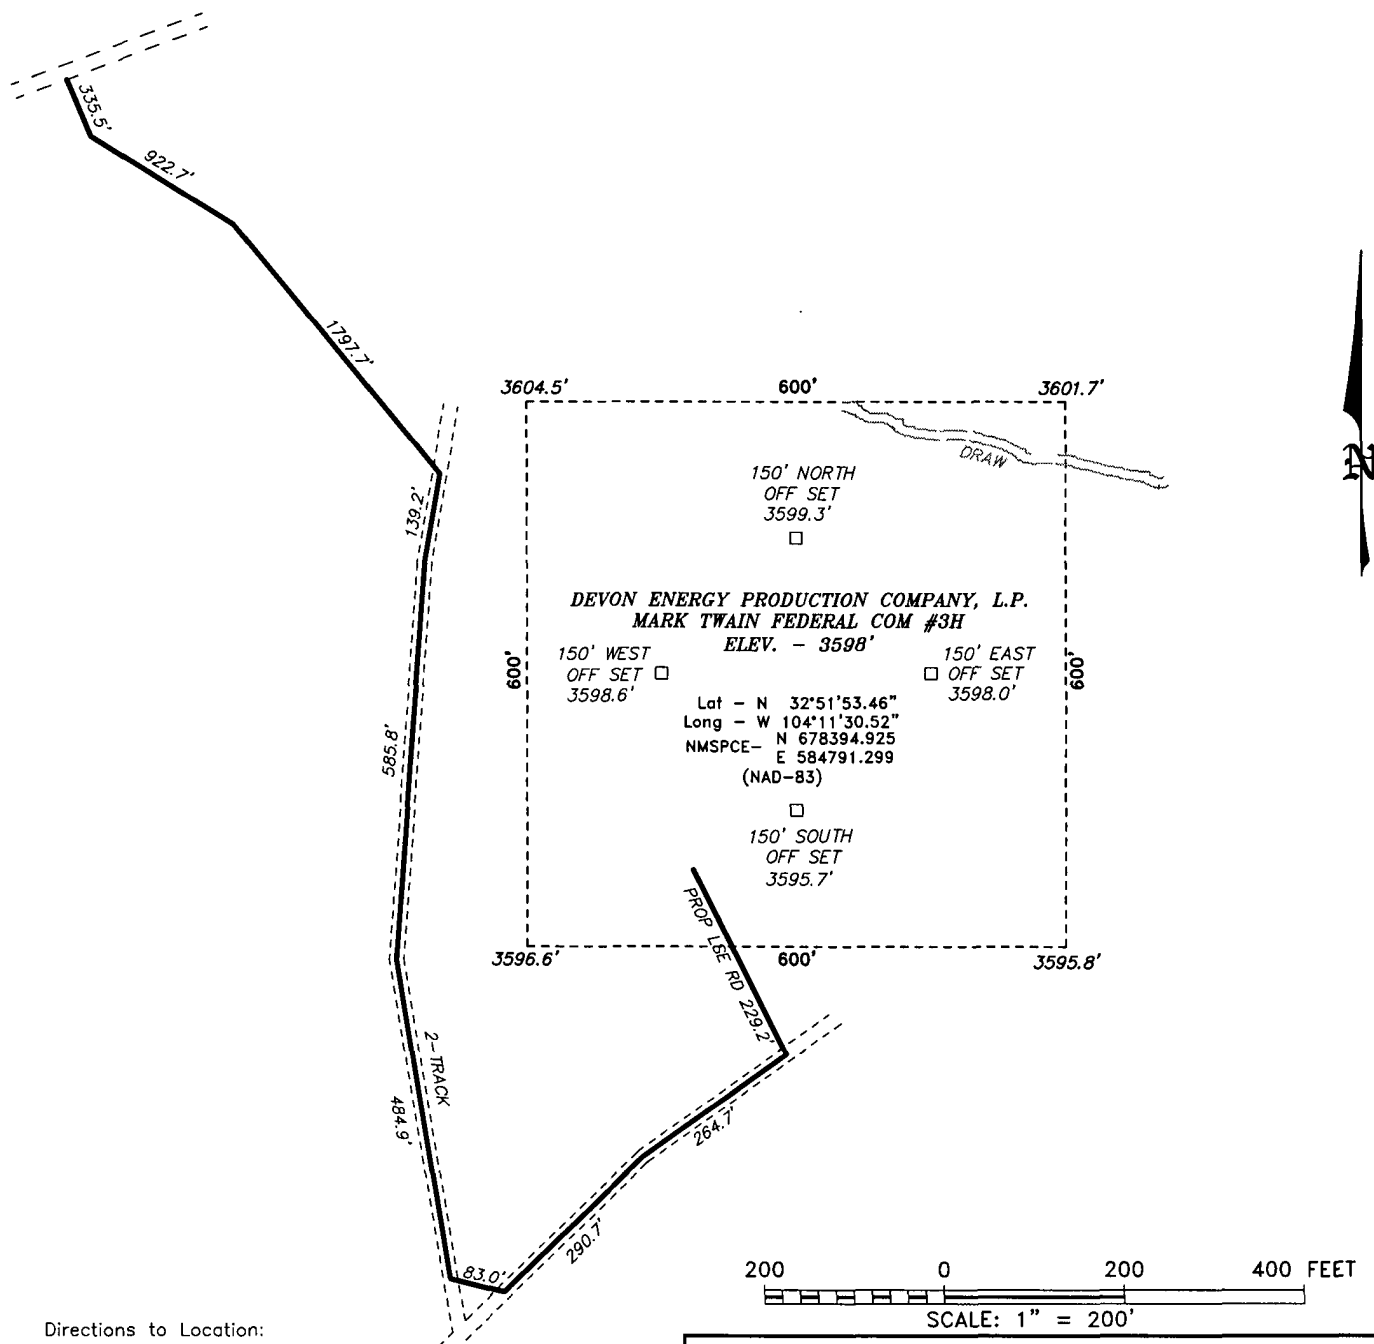 335.5'
922.7'
1797.7'
3604.5' 600' 3601.7'
DRAW
150' NORTH
OFF SET
3599.3'
139.2'
DEVON ENERGY PRODUCTION COMPANY, L.P.
MARK TWAIN FEDERAL COM #3H
ELEV. - 3598'
600'
150' WEST
OFF SET
3598.6'
150' EAST
OFF SET
3598.0'
600'
Lat - N 32°51'53.46"
Long - W 104°11'30.52"
NMSPCE- N 678394.925
E 584791.299
(NAD-83)
585.8'
150' SOUTH
OFF SET
3595.7'
PROP LSE RD 229.2'
3596.6' 600' 3595.8'
2-TRACK
484.9'
264.7'
290.7'
83.0'
N
200 0 200 400 FEET
SCALE: 1" = 200'
Directions to Location: